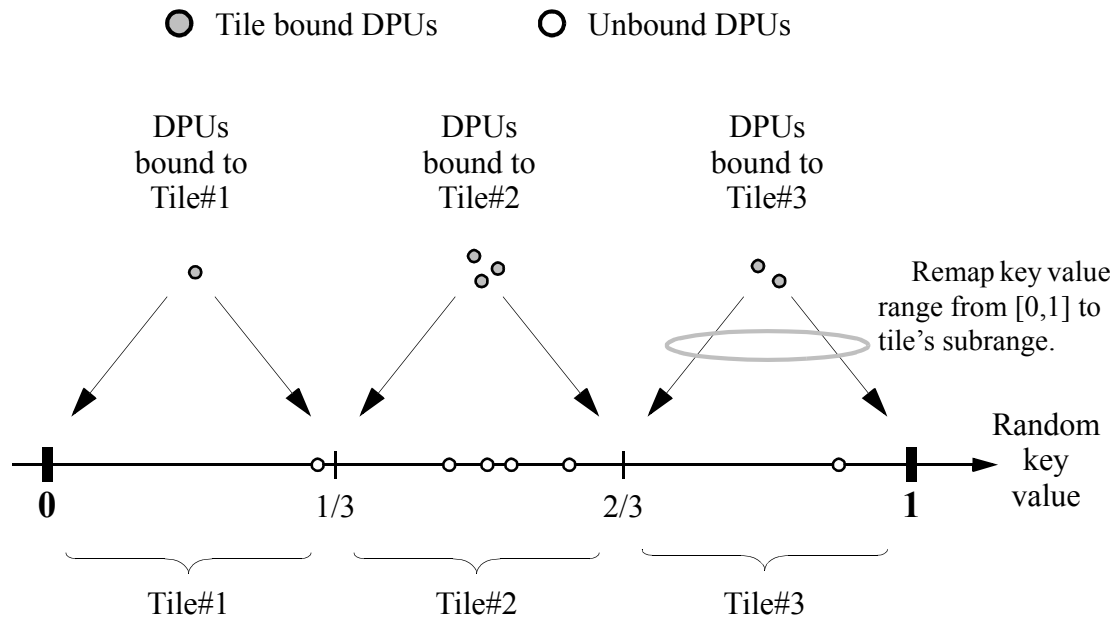 Tile bound DPUs
Unbound DPUs
DPUs
bound to
Tile#1
DPUs
bound to
Tile#2
DPUs
bound to
Tile#3
Remap key value
range from [0,1] to
tile’s subrange.
Random
key
value
0
1/3
2/3
1
Tile#1
Tile#2
Tile#3